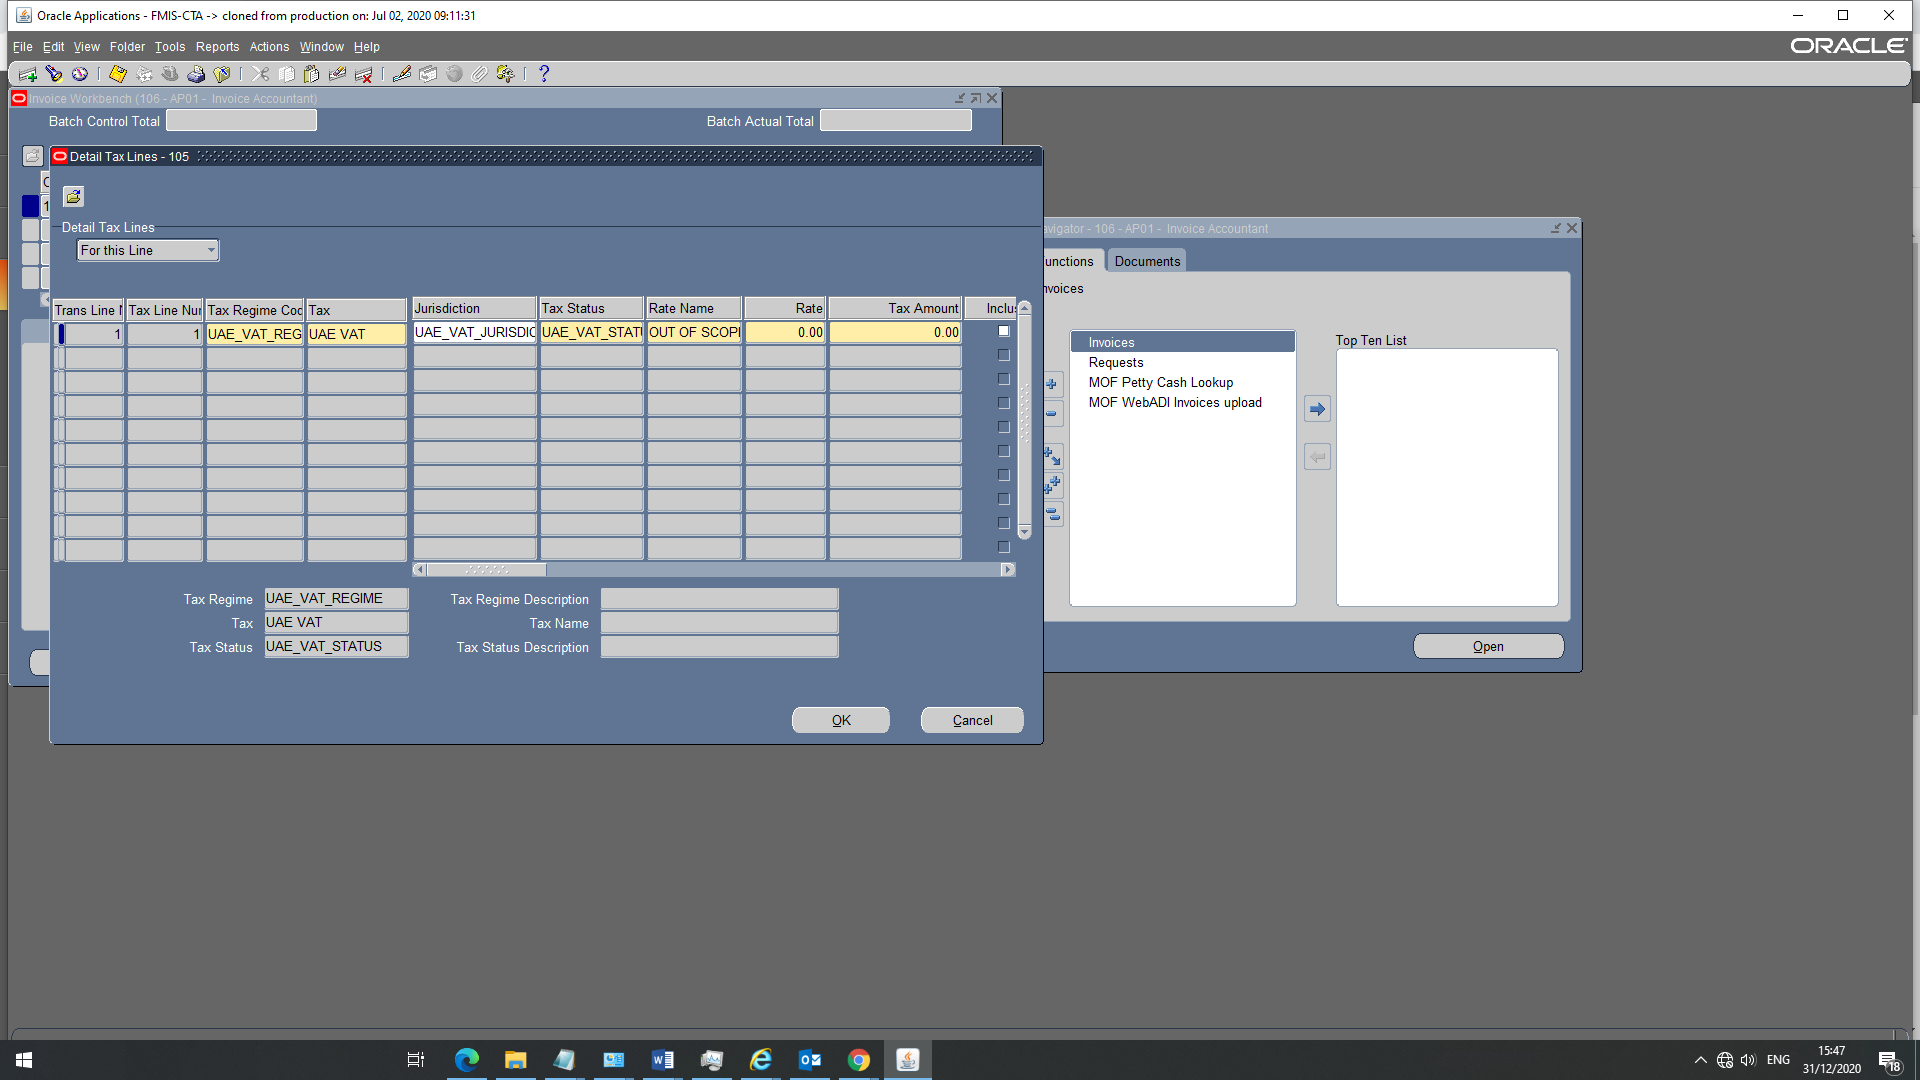 Oracle Applications - FMIS-CTA -> cloned from production on: Jul 02, 2020 09:11:31
File Edit View Folder Tools Reports Actions Window Help
ORACLE
Invoice Workbench (106 - AP01 - Invoice Accountant)
Batch Control Total
Batch Actual Total
Detail Tax Lines - 105
Detail Tax Lines
For this Line
Trans Line Tax Line Nur Tax Regime Coc Tax Jurisdiction Tax Status Rate Name Rate Tax Amount Inclus
1 1 UAE_VAT_REG UAE VAT UAE_VAT_JURISDIC UAE_VAT_STATU OUT OF SCOPI 0.00 0.00
Tax Regime UAE_VAT_REGIME Tax Regime Description
Tax UAE VAT Tax Name
Tax Status UAE_VAT_STATUS Tax Status Description
OK Cancel
avigator - 106 - AP01 - Invoice Accountant
unctions Documents
nvoices
Invoices
Requests
MOF Petty Cash Lookup
MOF WebADI Invoices upload
Top Ten List
Open
ENG
15:47
31/12/2020
18